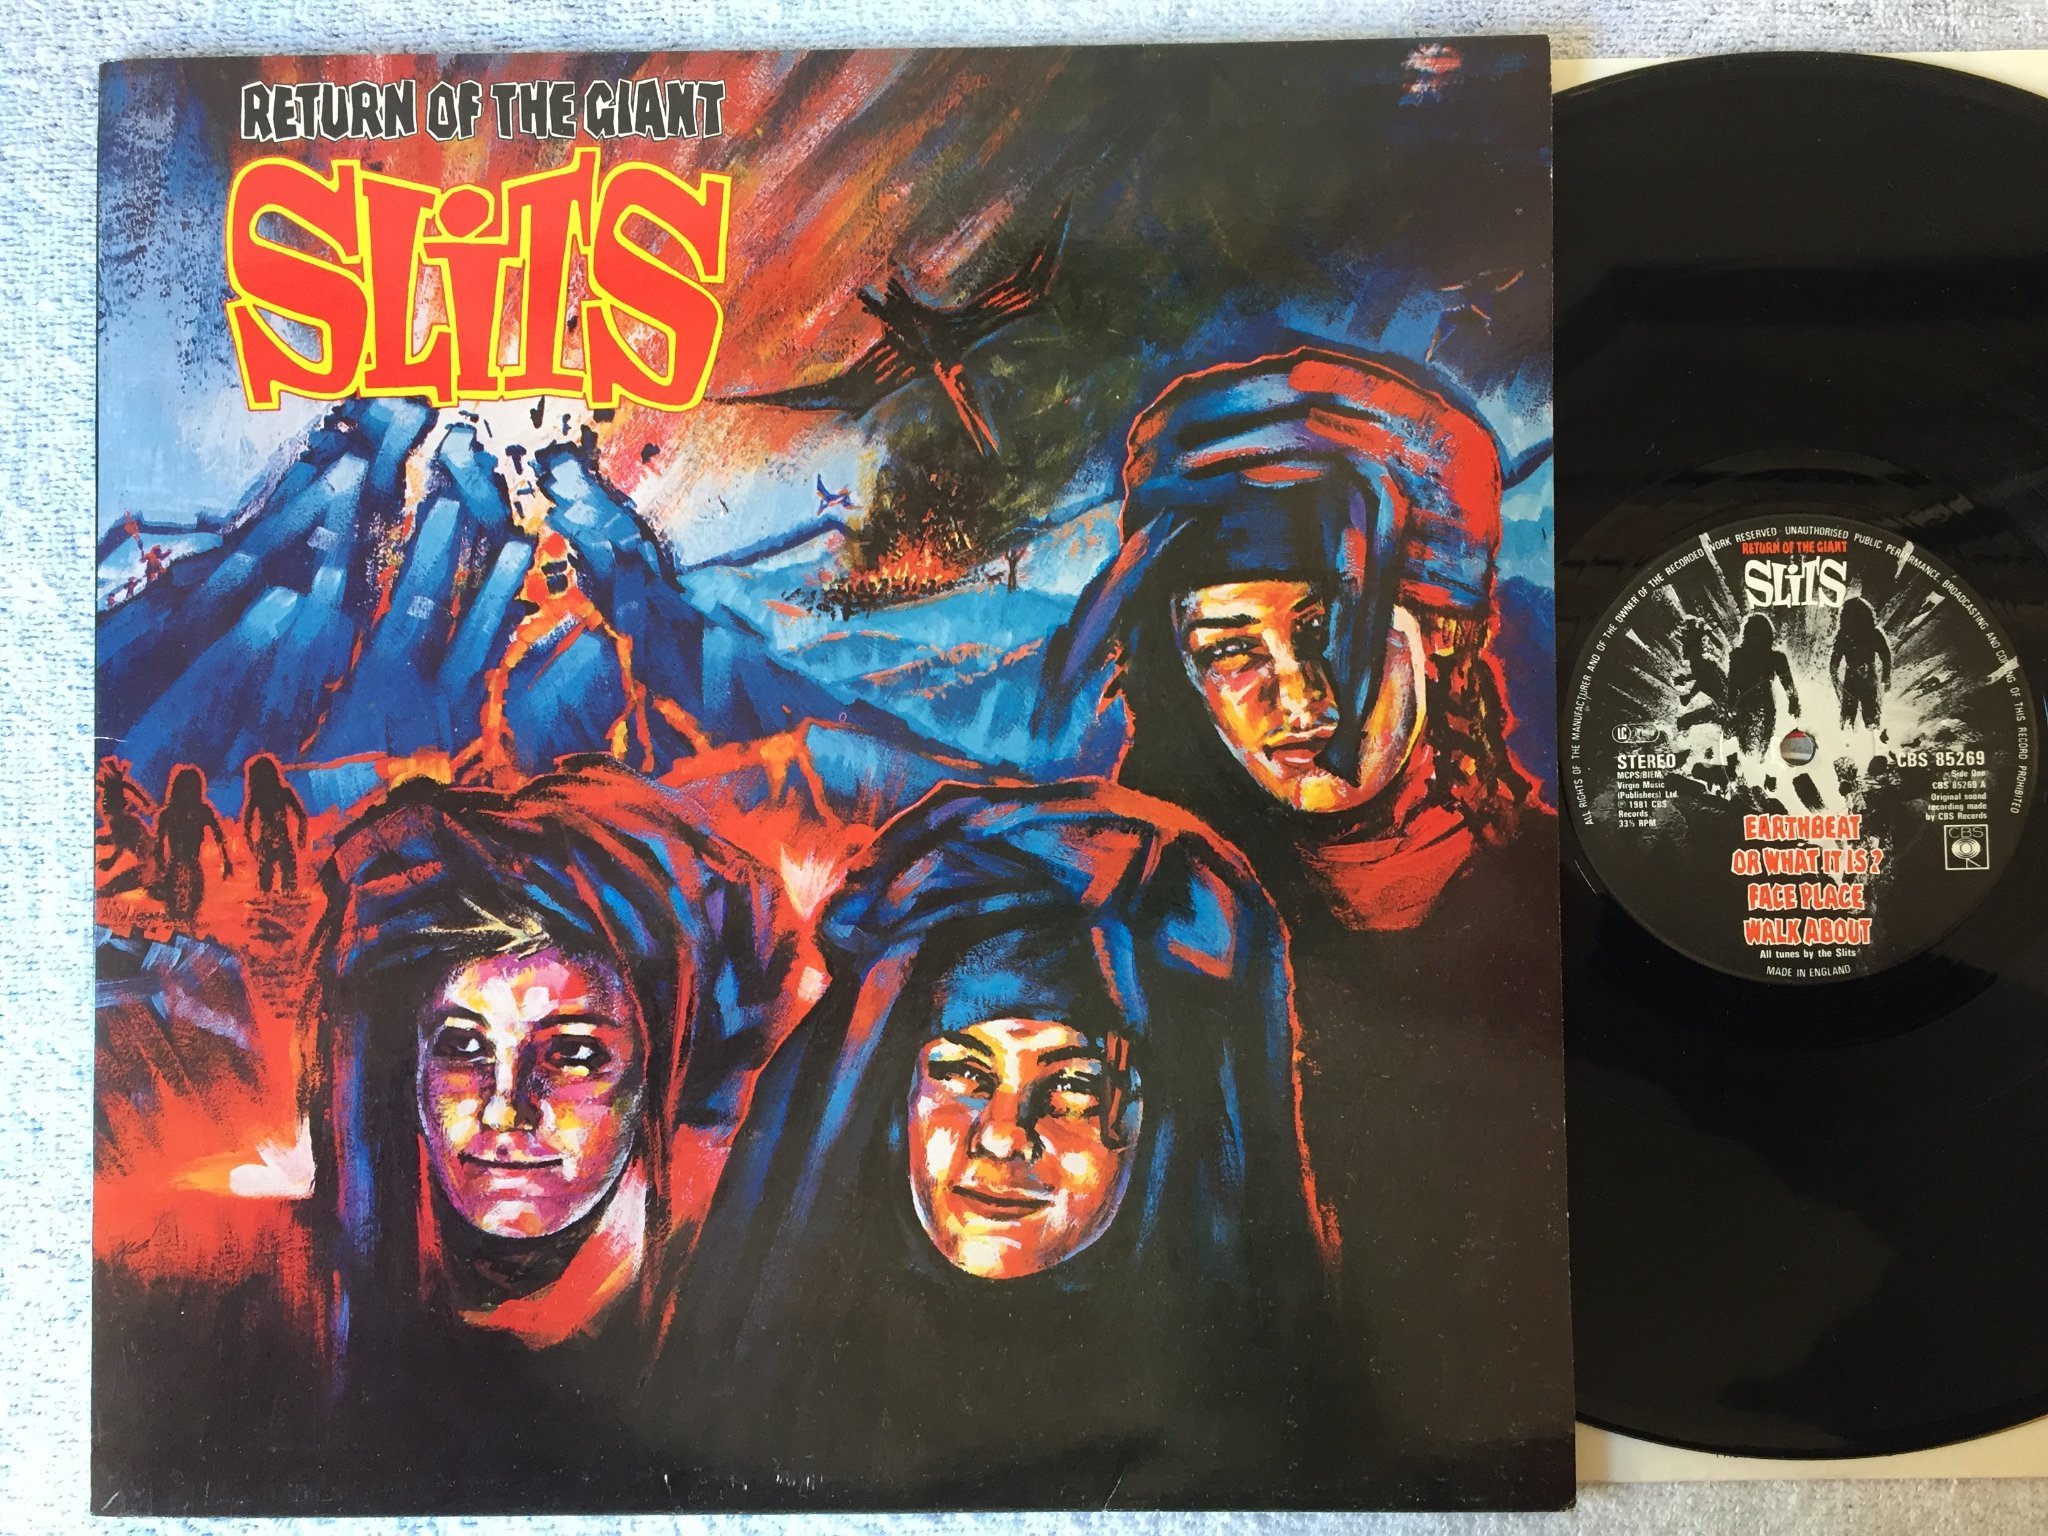 RETURN OF THE GIANT
SLiTS
ALL RIGHTS OF THE MANUFACTURER AND OF THE OWNER OF THE RECORDED WORK RESERVED · UNAUTHORISED PUBLIC PERFORMANCE, BROADCASTING AND COPYING OF THIS RECORD PROHIBITED
RETURN OF THE GIANT
SLiTS
LC
STEREO
MCPS/BIEM
Virgin Music
(Publishers) Ltd.
℗ 1981 CBS
Records
33⅓ RPM
CBS 85269
Side One
CBS 85269 A
Original sound
recording made
by CBS Records
CBS
EARTHBEAT
OR WHAT IT IS?
FACE PLACE
WALK ABOUT
All tunes by the Slits
MADE IN ENGLAND